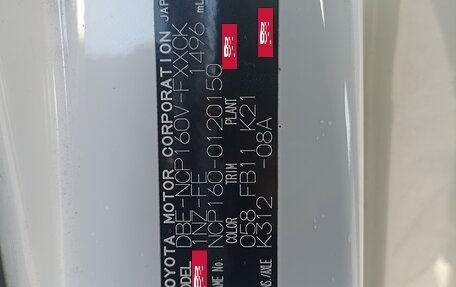 TOYOTA MOTOR CORPORATION JAPAN
MODEL DBE-NCP160V-FXXCK
1NZ-FE 1496 mL
FRAME No. NCP160-0120150
COLOR TRIM PLANT
058 FB11 K21
TRANS/AXLE K312 -08A